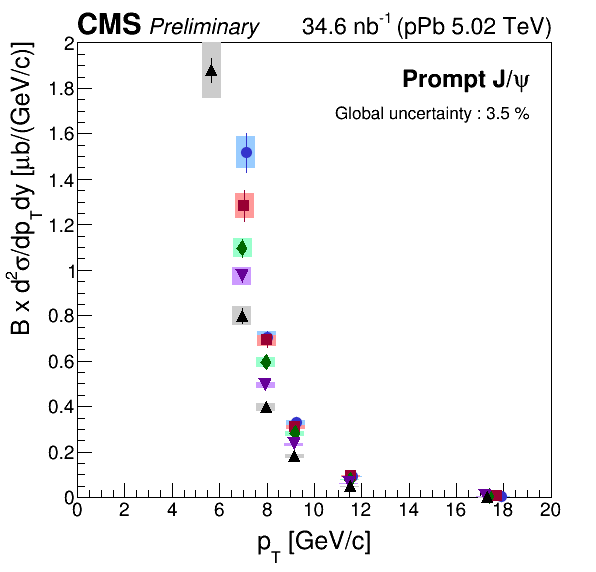 CMS Preliminary 34.6 nb⁻¹ (pPb 5.02 TeV)
Prompt J/ψ
Global uncertainty : 3.5 %
B x d²σ/dp_Tdy [μb/(GeV/c)]
2
1.8
1.6
1.4
1.2
1
0.8
0.6
0.4
0.2
0
0 2 4 6 8 10 12 14 16 18 20
p_T [GeV/c]